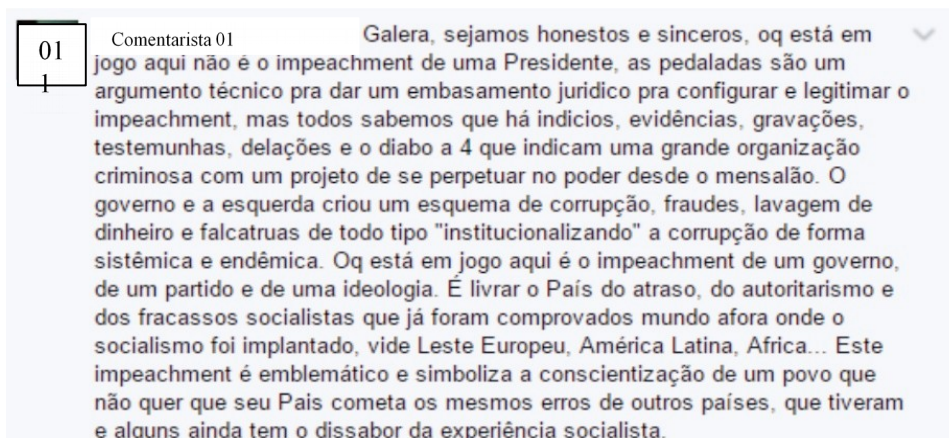 01
1
Comentarista 01
Galera, sejamos honestos e sinceros, oq está em
jogo aqui não é o impeachment de uma Presidente, as pedaladas são um
argumento técnico pra dar um embasamento juridico pra configurar e legitimar o
impeachment, mas todos sabemos que há indicios, evidências, gravações,
testemunhas, delações e o diabo a 4 que indicam uma grande organização
criminosa com um projeto de se perpetuar no poder desde o mensalão. O
governo e a esquerda criou um esquema de corrupção, fraudes, lavagem de
dinheiro e falcatruas de todo tipo "institucionalizando" a corrupção de forma
sistêmica e endêmica. Oq está em jogo aqui é o impeachment de um governo,
de um partido e de uma ideologia. É livrar o País do atraso, do autoritarismo e
dos fracassos socialistas que já foram comprovados mundo afora onde o
socialismo foi implantado, vide Leste Europeu, América Latina, Africa... Este
impeachment é emblemático e simboliza a conscientização de um povo que
não quer que seu Pais cometa os mesmos erros de outros países, que tiveram
e alguns ainda tem o dissabor da experiência socialista.